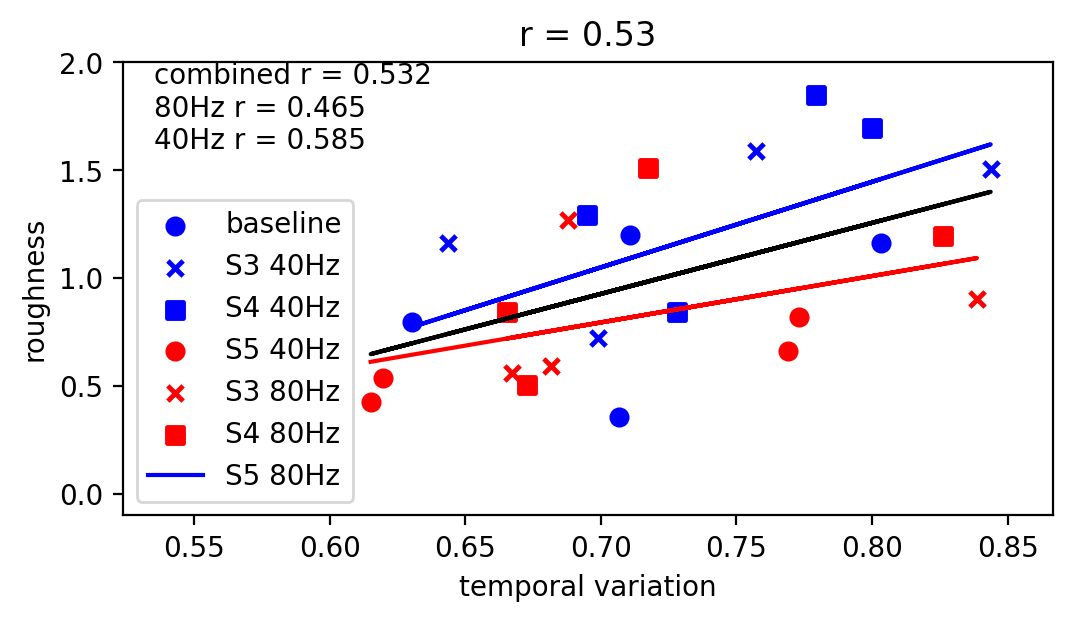 r = 0.53
combined r = 0.532
80Hz r = 0.465
40Hz r = 0.585
baseline
S3 40Hz
S4 40Hz
S5 40Hz
S3 80Hz
S4 80Hz
S5 80Hz
roughness
2.0
1.5
1.0
0.5
0.0
0.55 0.60 0.65 0.70 0.75 0.80 0.85
temporal variation